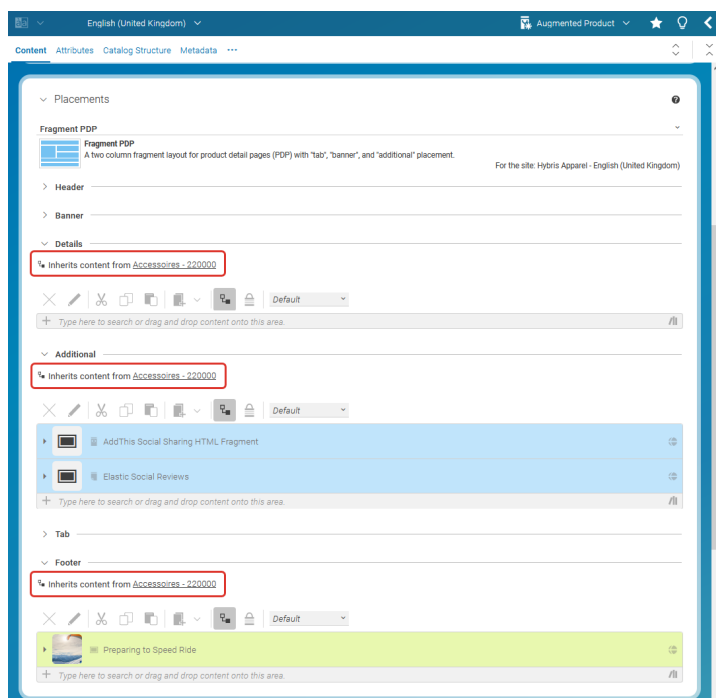 English (United Kingdom)
Augmented Product
Content Attributes Catalog Structure Metadata ...
Placements
Fragment PDP
Fragment PDP
A two column fragment layout for product detail pages (PDP) with "tab", "banner", and "additional" placement.
For the site: Hybris Apparel - English (United Kingdom)
Header
Banner
Details
Inherits content from Accessoires - 220000
Default
Type here to search or drag and drop content onto this area.
Additional
Inherits content from Accessoires - 220000
Default
AddThis Social Sharing HTML Fragment
Elastic Social Reviews
Type here to search or drag and drop content onto this area.
Tab
Footer
Inherits content from Accessoires - 220000
Default
Preparing to Speed Ride
Type here to search or drag and drop content onto this area.